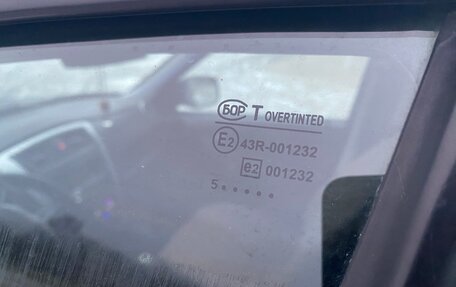 БОР T OVERTINTED
E2 43R-001232
e2 001232
5.....